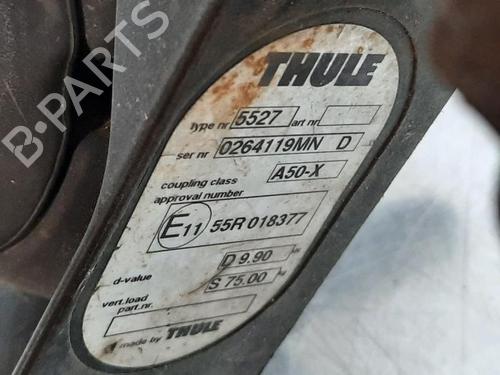 B-PARTS
THULE
type nr 5527 art nr
ser nr 0264119MN D
coupling class A50-X
approval number
E11 55R 018377
d-value D 9.90
vert.load S 75.00
part.nr.
made by THULE